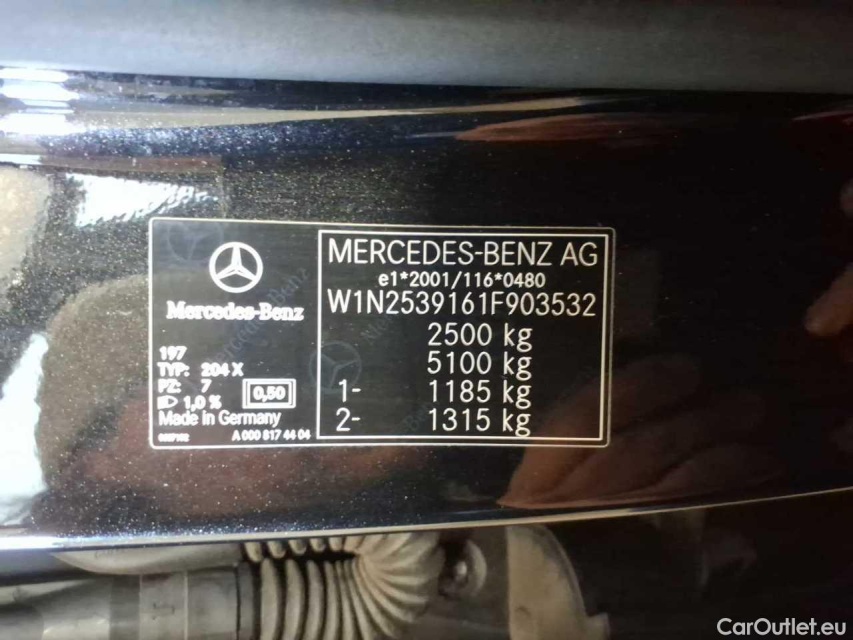 Mercedes-Benz
197
TYP: 204 X
PZ: 7
0,50
1,0 %
Made in Germany
A 000 817 44 04
MERCEDES-BENZ AG
e1*2001/116*0480
W1N2539161F903532
2500 kg
5100 kg
1- 1185 kg
2- 1315 kg
CarOutlet.eu